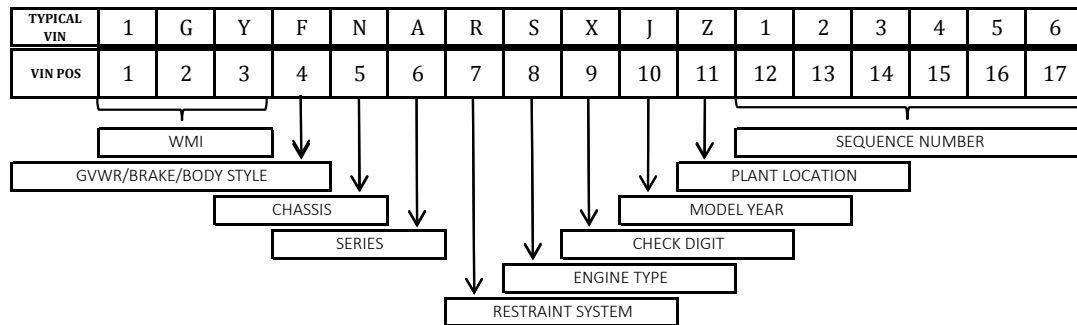 TYPICAL VIN 1 G Y F N A R S X J Z 1 2 3 4 5 6
VIN POS 1 2 3 4 5 6 7 8 9 10 11 12 13 14 15 16 17
WMI SEQUENCE NUMBER
GVWR/BRAKE/BODY STYLE PLANT LOCATION
CHASSIS MODEL YEAR
SERIES CHECK DIGIT
ENGINE TYPE
RESTRAINT SYSTEM